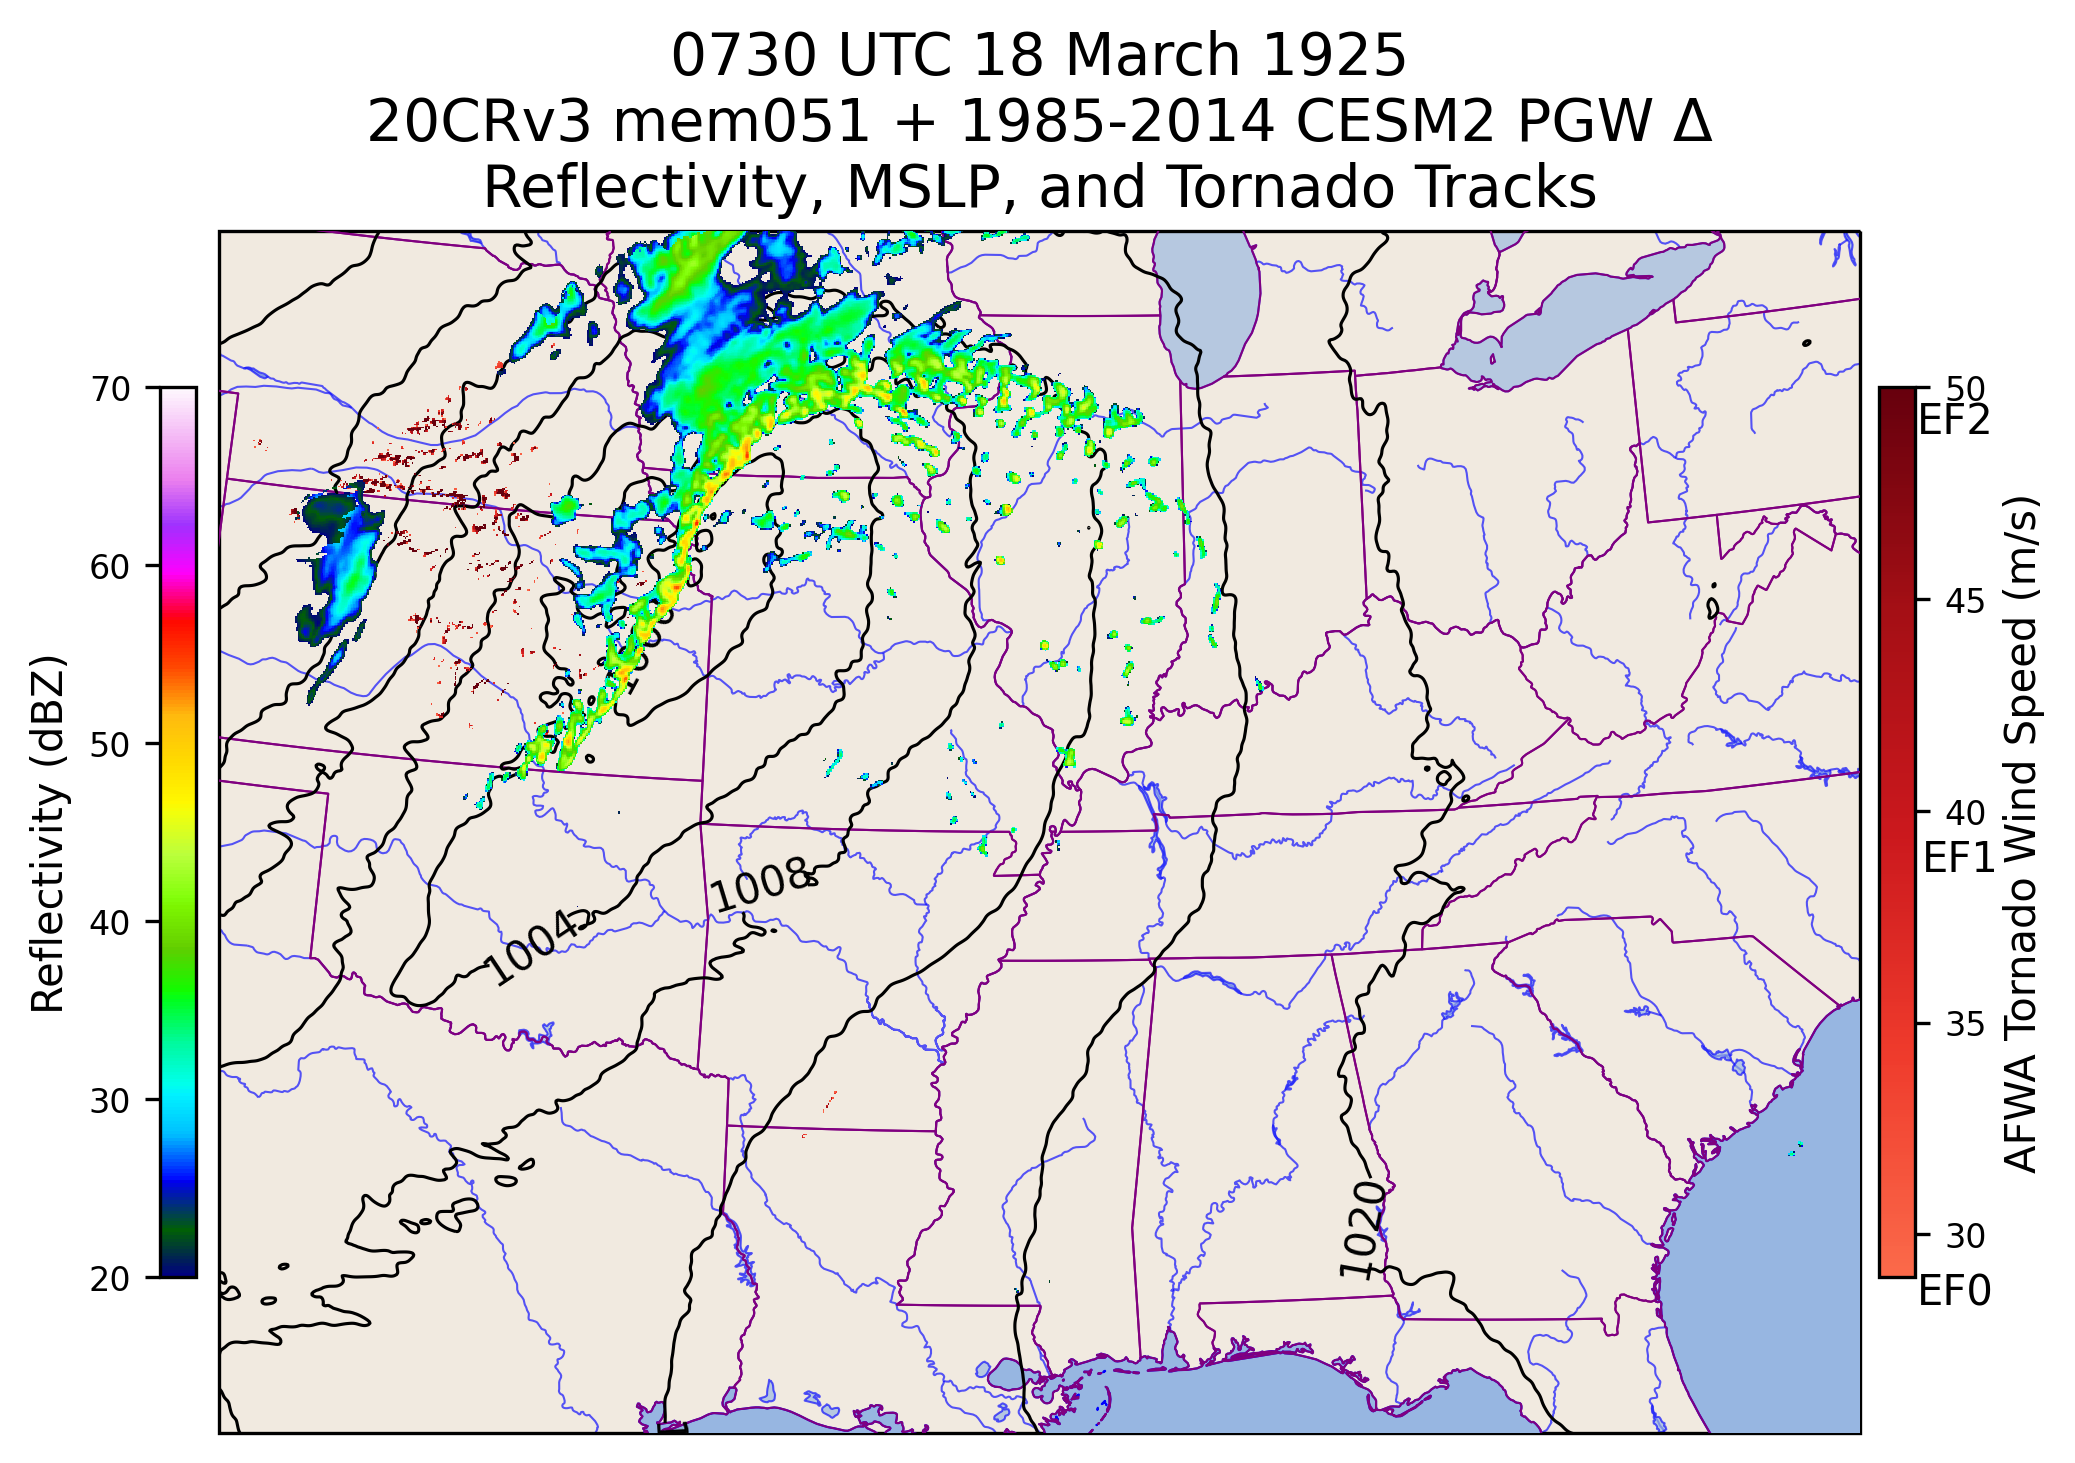 0730 UTC 18 March 1925
20CRv3 mem051 + 1985-2014 CESM2 PGW Δ
Reflectivity, MSLP, and Tornado Tracks
70
60
50
40
30
20
Reflectivity (dBZ)
1004
1008
1020
50
EF2
45
40
EF1
35
30
EF0
AFWA Tornado Wind Speed (m/s)